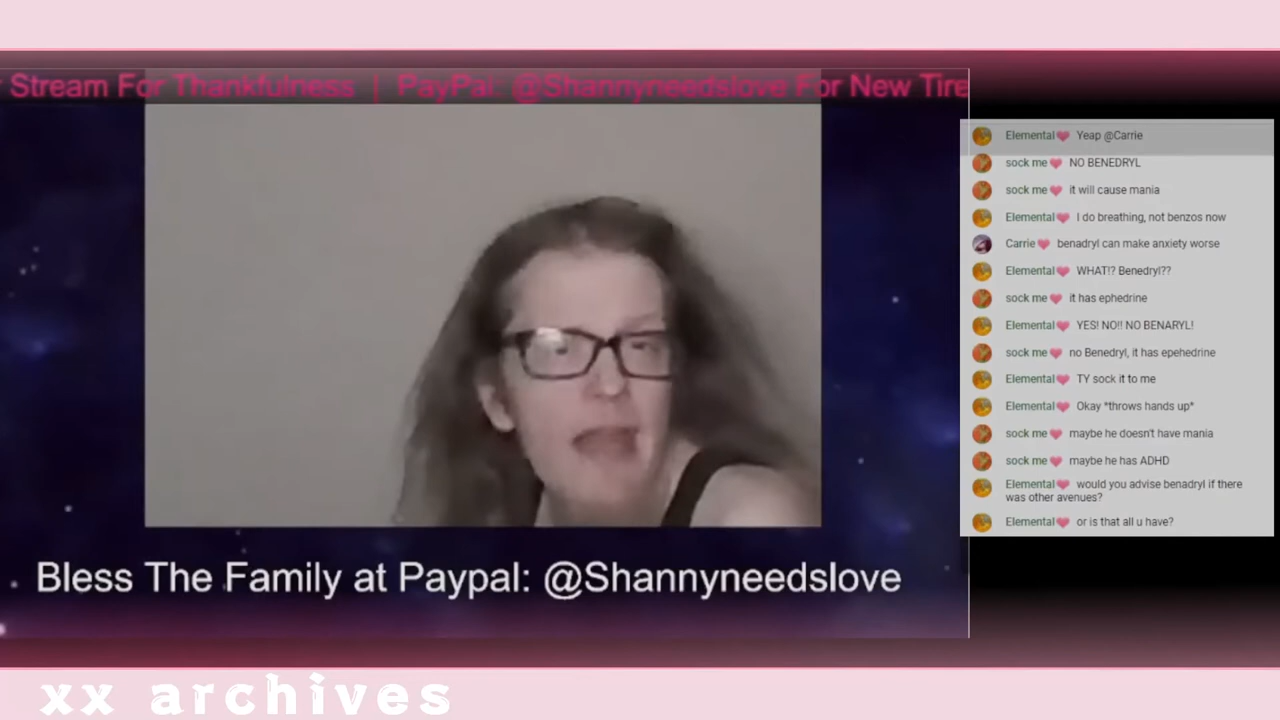 Stream For Thankfulness | PayPal: @Shannyneedslove For New Tire
Elemental Yeap @Carrie
sock me NO BENEDRYL
sock me it will cause mania
Elemental I do breathing, not benzos now
Carrie benadryl can make anxiety worse
Elemental WHAT!? Benedryl??
sock me it has ephedrine
Elemental YES! NO!! NO BENARYL!
sock me no Benedryl, it has epehedrine
Elemental TY sock it to me
Elemental Okay *throws hands up*
sock me maybe he doesn't have mania
sock me maybe he has ADHD
Elemental would you advise benadryl if there
was other avenues?
Elemental or is that all u have?
Bless The Family at Paypal: @Shannyneedslove
xx archives